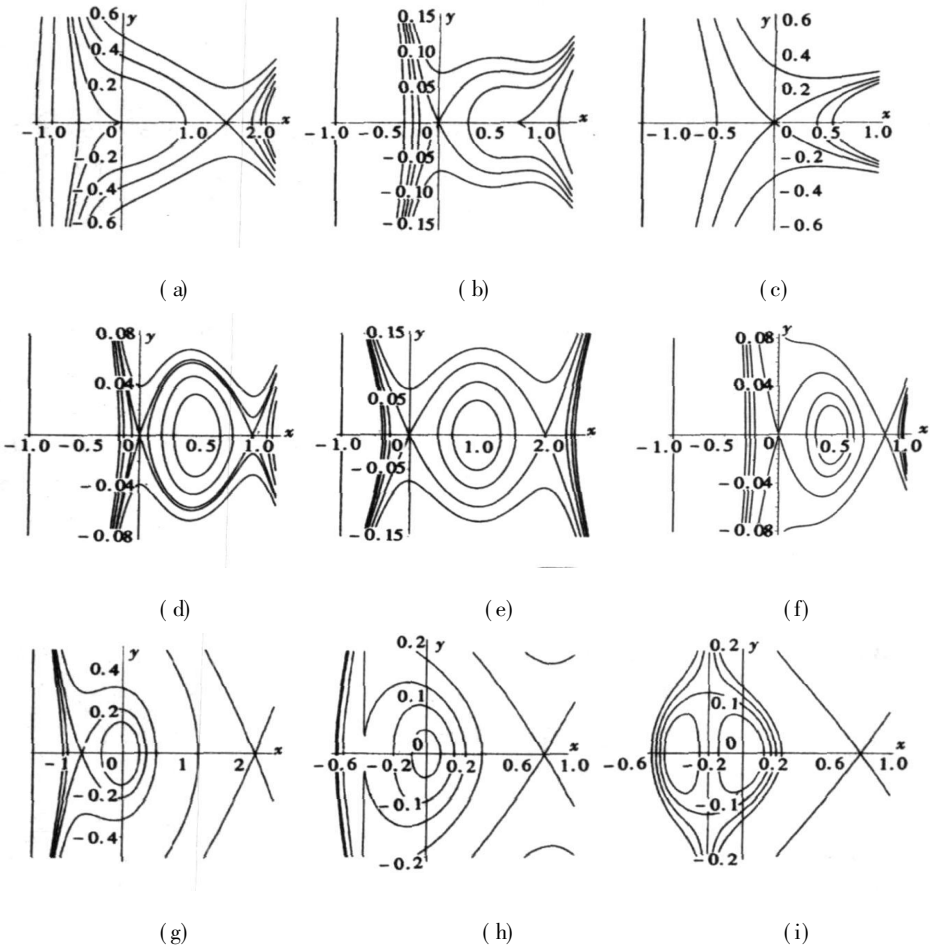 0.6 y 0.15 y y 0.6
0.4 0.10 0.4
0.2 0.05 0.2
x x x
-1.0 0 1.0 2.0 -1.0 -0.5 0 0.5 1.0 -1.0 -0.5 0 0.5 1.0
-0.2 -0.05 -0.2
-0.4 -0.10 -0.4
-0.6 -0.15 -0.6
(a) (b) (c)
0.08 y 0.15 y 0.08 y
0.04 0.05 0.04
x x x
-1.0 -0.5 0 0.5 1.0 -1.0 0 1.0 2.0 -1.0 -0.5 0 0.5 1.0
-0.04 -0.05 -0.04
-0.08 -0.15 -0.08
(d) (e) (f)
y 0.2 y 0.2 y
0.4
0.2 0.1 0.1
x 0 x 0 x
-1 0 1 2 -0.6 -0.2 0.2 0.6 1.0 -0.6 -0.2 0.2 0.6 1.0
-0.2 -0.1 -0.1
-0.4 -0.2 -0.2
(g) (h) (i)